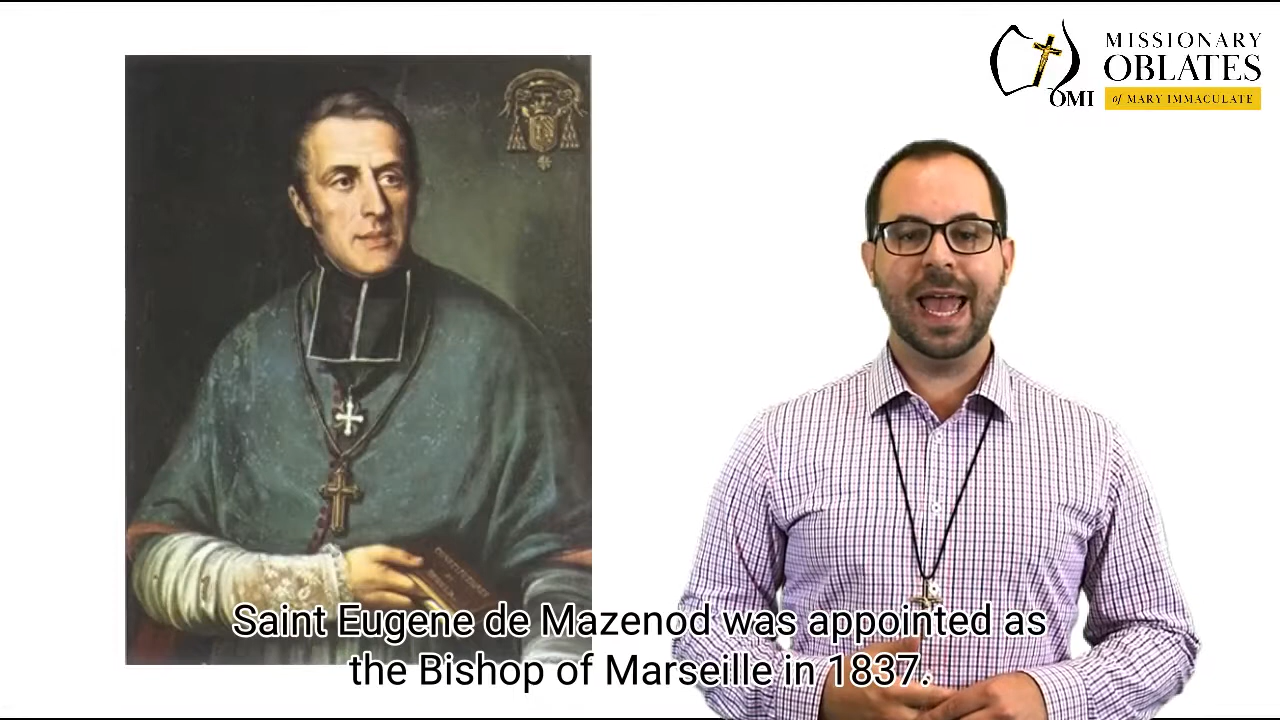 MISSIONARY
OBLATES
OMI
of MARY IMMACULATE
Saint Eugene de Mazenod was appointed as
the Bishop of Marseille in 1837.